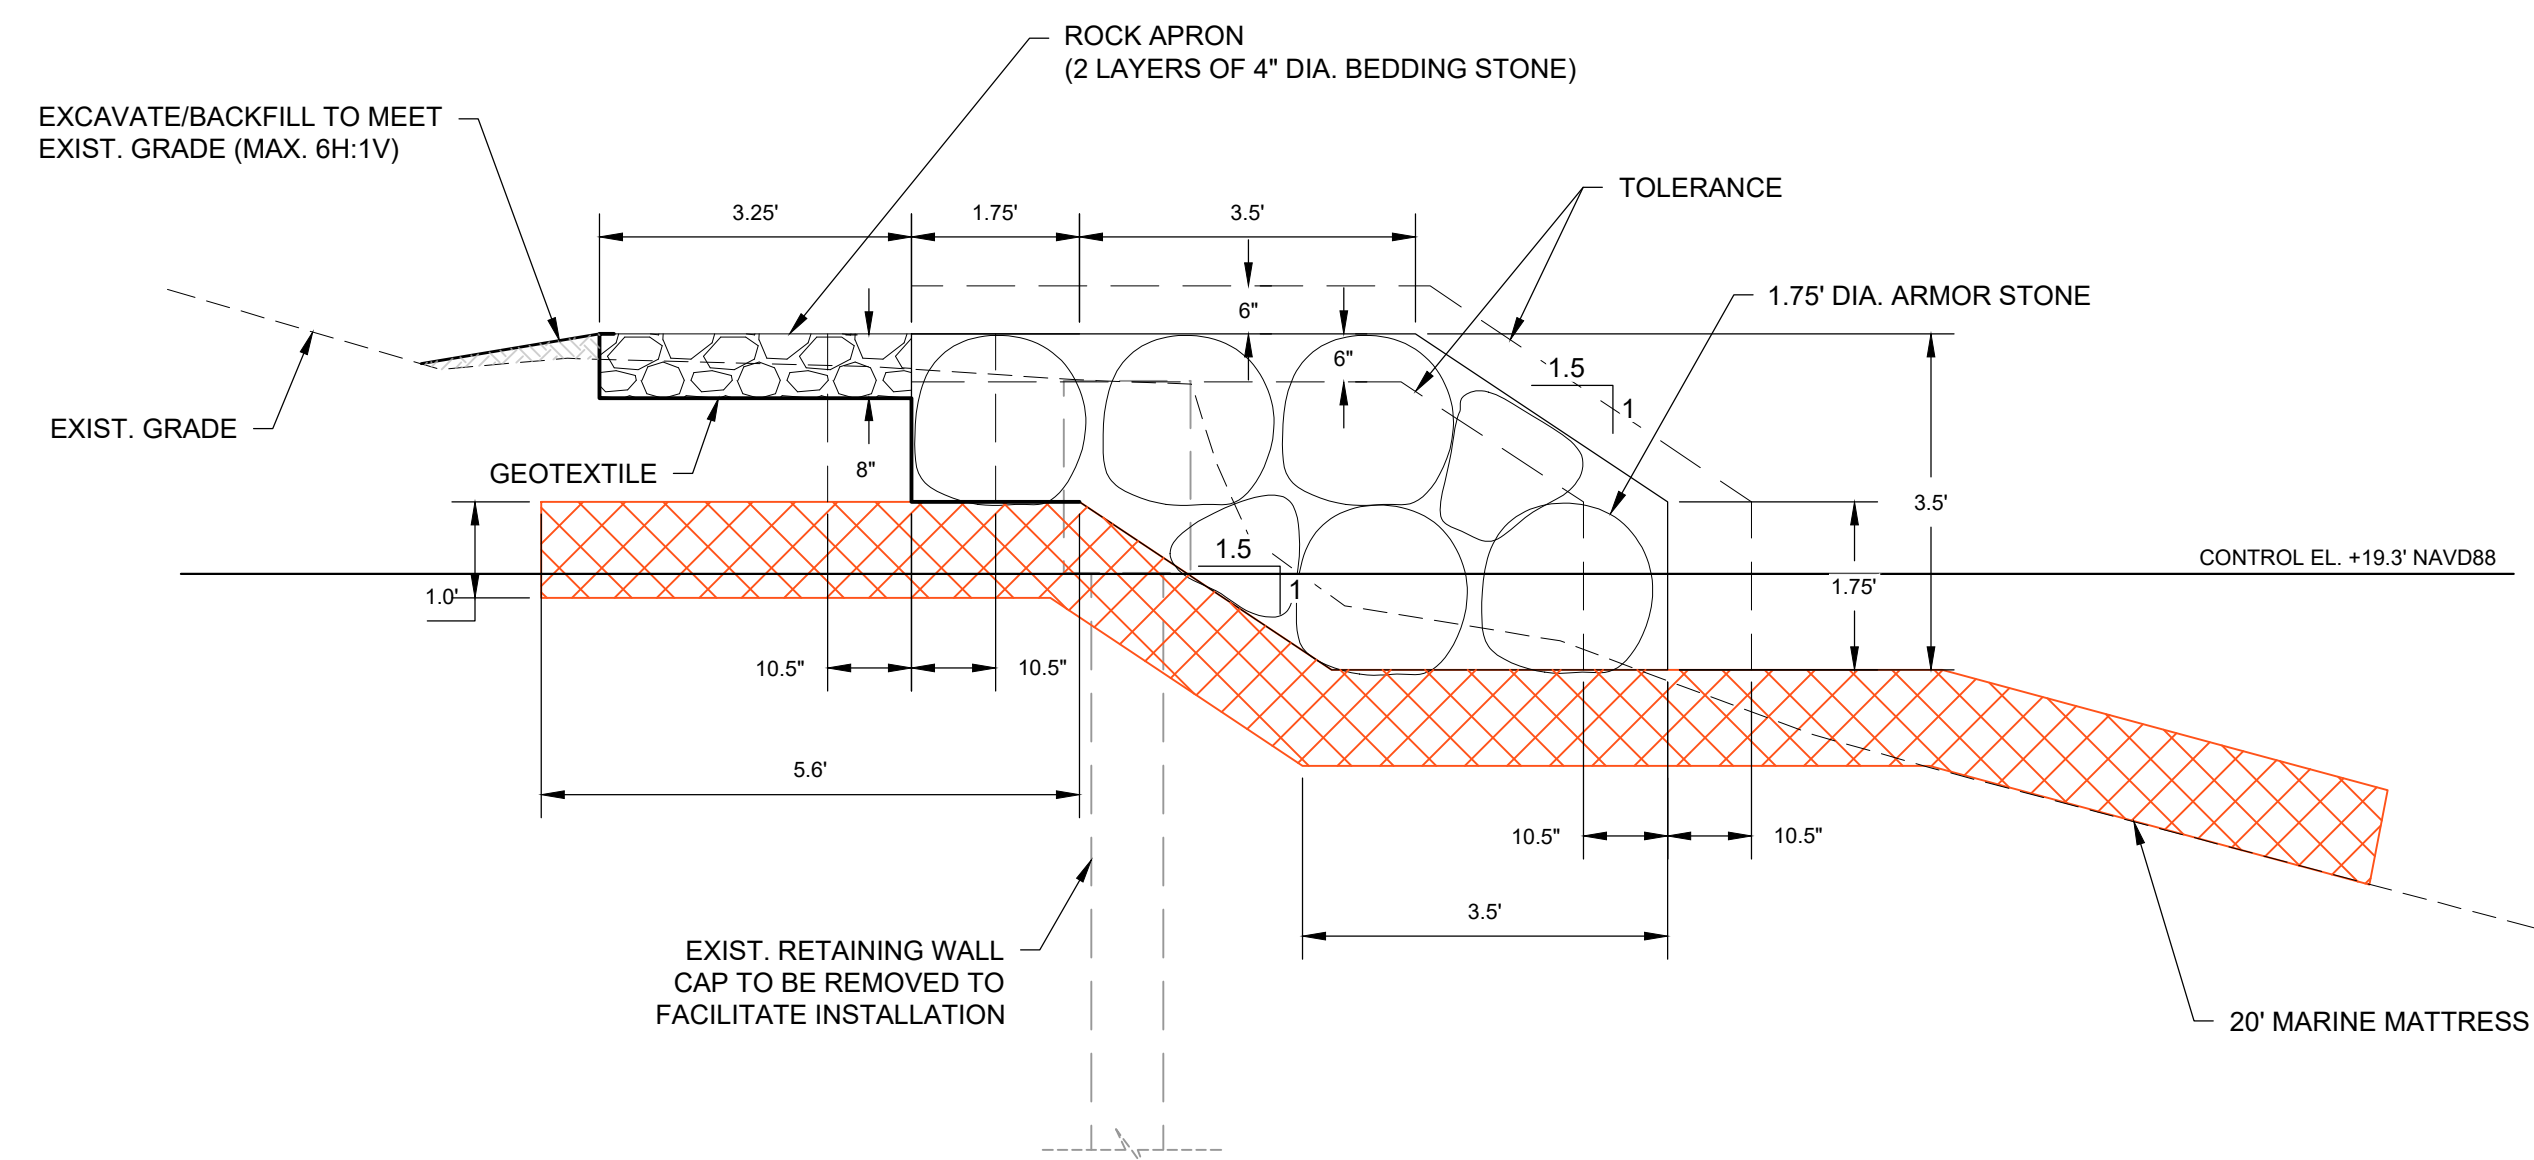 ROCK APRON
(2 LAYERS OF 4" DIA. BEDDING STONE)
EXCAVATE/BACKFILL TO MEET
EXIST. GRADE (MAX. 6H:1V)
TOLERANCE
3.25'
1.75'
3.5'
1.75' DIA. ARMOR STONE
6"
6"
1.5
1
EXIST. GRADE
GEOTEXTILE
8"
3.5'
1.5
1
CONTROL EL. +19.3' NAVD88
1.75'
1.0'
10.5"
10.5"
5.6'
10.5"
10.5"
3.5'
EXIST. RETAINING WALL
CAP TO BE REMOVED TO
FACILITATE INSTALLATION
20' MARINE MATTRESS